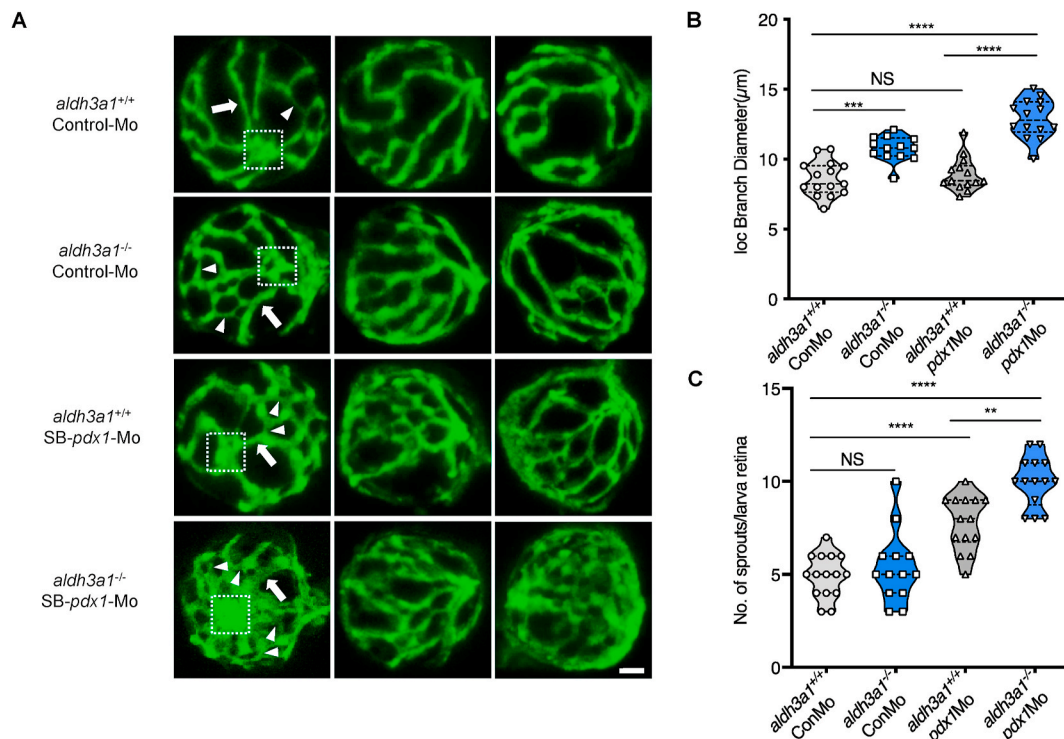 A
aldh3a1+/+
Control-Mo
aldh3a1-/-
Control-Mo
aldh3a1+/+
SB-pdx1-Mo
aldh3a1-/-
SB-pdx1-Mo
B
Ioc Branch Diameter(µm)
20
15
10
5
0
****
****
NS
***
aldh3a1+/+
ConMo
aldh3a1-/-
ConMo
aldh3a1+/+
pdx1Mo
aldh3a1-/-
pdx1Mo
C
No. of sprouts/larva retina
15
10
5
0
****
**
****
NS
aldh3a1+/+
ConMo
aldh3a1-/-
ConMo
aldh3a1+/+
pdx1Mo
aldh3a1-/-
pdx1Mo